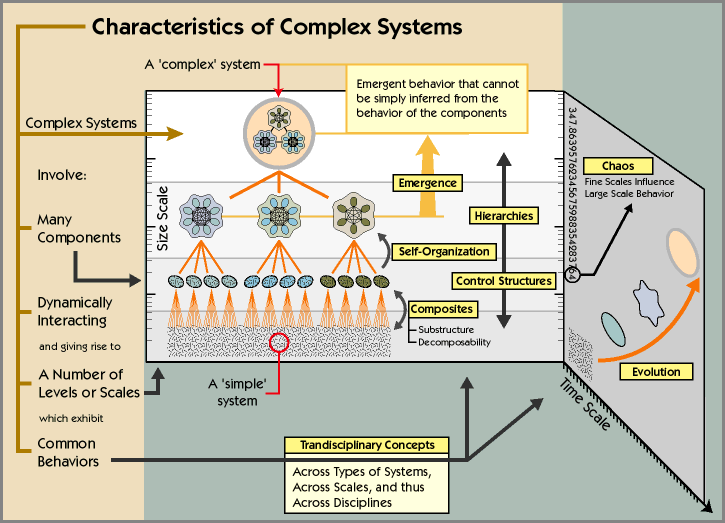 Characteristics of Complex Systems
A 'complex' system
Emergent behavior that cannot
be simply inferred from the
behavior of the components
Complex Systems
Involve:
Many
Components
Dynamically
Interacting
and giving rise to
A Number of
Levels or Scales
which exhibit
Common
Behaviors
Size Scale
Emergence
Hierarchies
Self-Organization
Control Structures
Composites
Substructure
Decomposability
A 'simple'
system
Chaos
Fine Scales Influence
Large Scale Behavior
Evolution
Time Scale
Trandisciplinary Concepts
Across Types of Systems,
Across Scales, and thus
Across Disciplines